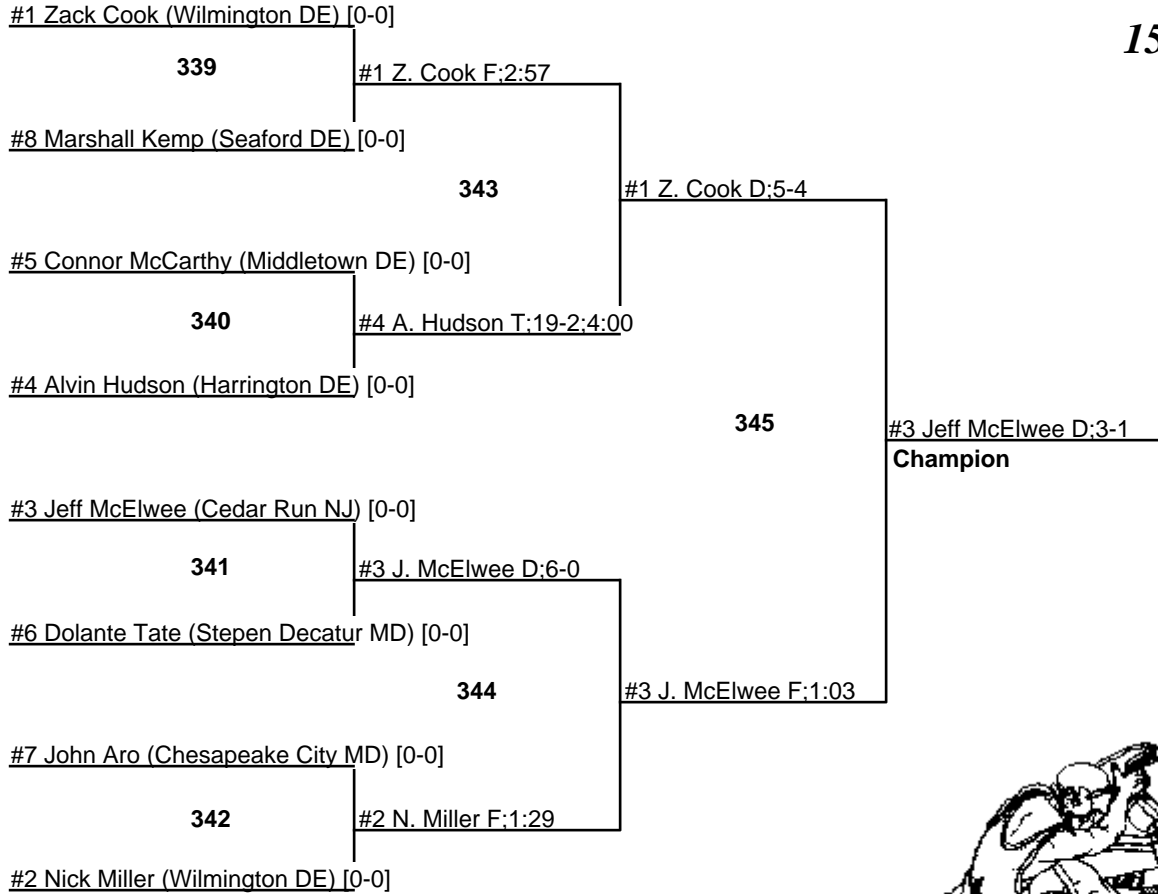 #1 Zack Cook (Wilmington DE) [0-0]
15
339
#1 Z. Cook F;2:57
#8 Marshall Kemp (Seaford DE) [0-0]
343
#1 Z. Cook D;5-4
#5 Connor McCarthy (Middletown DE) [0-0]
340
#4 A. Hudson T;19-2;4:00
#4 Alvin Hudson (Harrington DE) [0-0]
345
#3 Jeff McElwee D;3-1
Champion
#3 Jeff McElwee (Cedar Run NJ) [0-0]
341
#3 J. McElwee D;6-0
#6 Dolante Tate (Stepen Decatur MD) [0-0]
344
#3 J. McElwee F;1:03
#7 John Aro (Chesapeake City MD) [0-0]
342
#2 N. Miller F;1:29
#2 Nick Miller (Wilmington DE) [0-0]